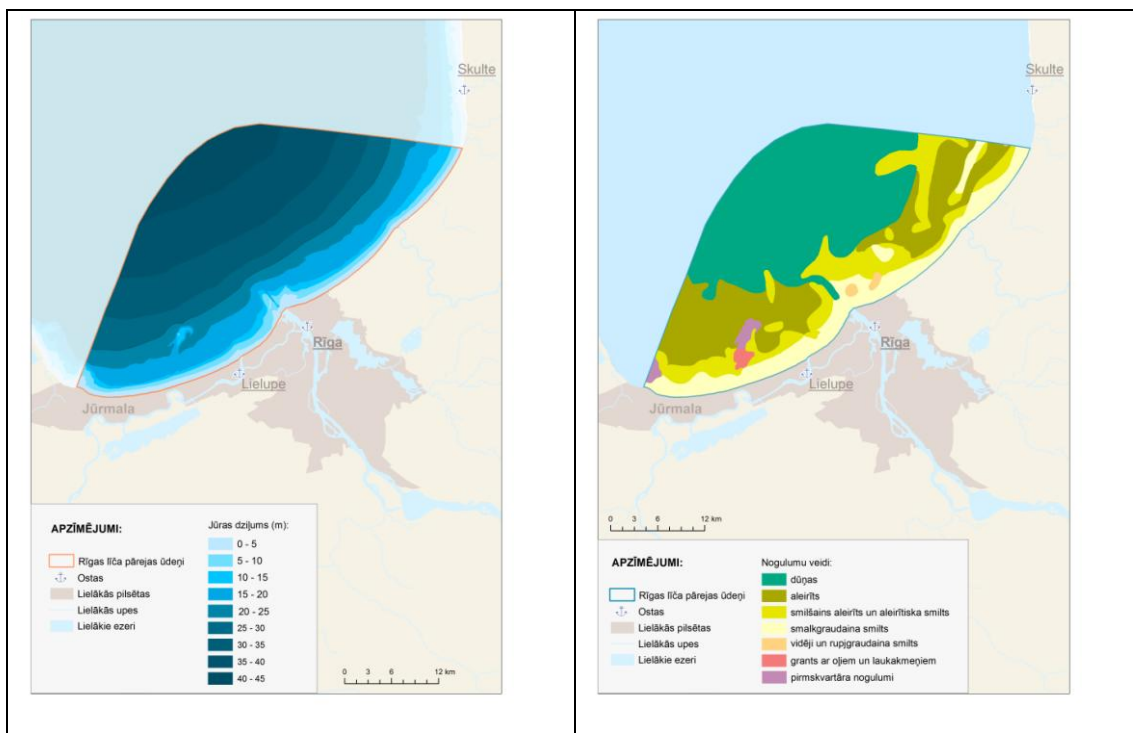 Skulte
Rīga
Lielupe
Jūrmala
APZĪMĒJUMI:
Rīgas līča pārejas ūdeņi
Ostas
Lielākās pilsētas
Lielākās upes
Lielākie ezeri
Jūras dziļums (m):
0 - 5
5 - 10
10 - 15
15 - 20
20 - 25
25 - 30
30 - 35
35 - 40
40 - 45
0 3 6 12 km
Skulte
Rīga
Lielupe
Jūrmala
0 3 6 12 km
APZĪMĒJUMI:
Rīgas līča pārejas ūdeņi
Ostas
Lielākās pilsētas
Lielākās upes
Lielākie ezeri
Nogulumu veidi:
dūņas
aleirīts
smilšains aleirīts un aleirītiska smilts
smalkgraudaina smilts
vidēji un rupjgraudaina smilts
grants ar oļiem un laukakmeņiem
pirmskvartāra nogulumi